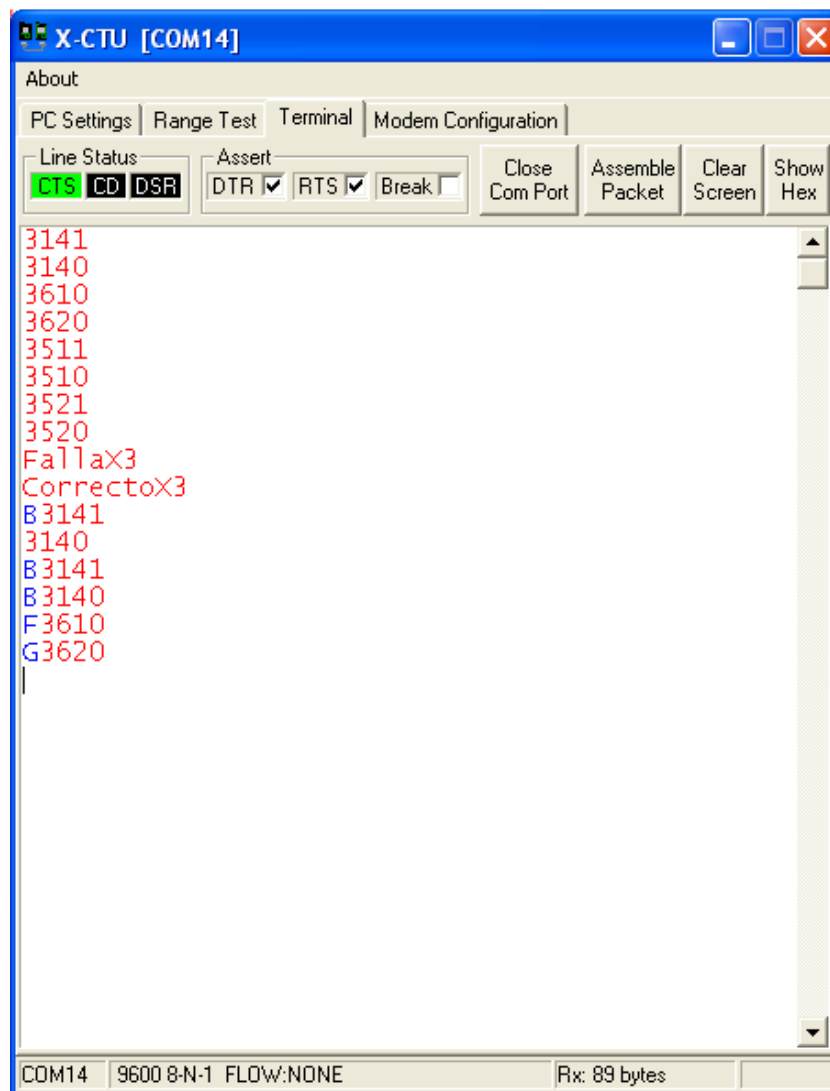 X-CTU [COM14]
About
PC Settings Range Test Terminal Modem Configuration
Line Status Assert
CTS CD DSR DTR RTS Break
Close Com Port
Assemble Packet
Clear Screen
Show Hex
3141
3140
3610
3620
3511
3510
3521
3520
FallaX3
CorrectoX3
B3141
3140
B3141
B3140
F3610
G3620
COM14 9600 8-N-1 FLOW:NONE Rx: 89 bytes